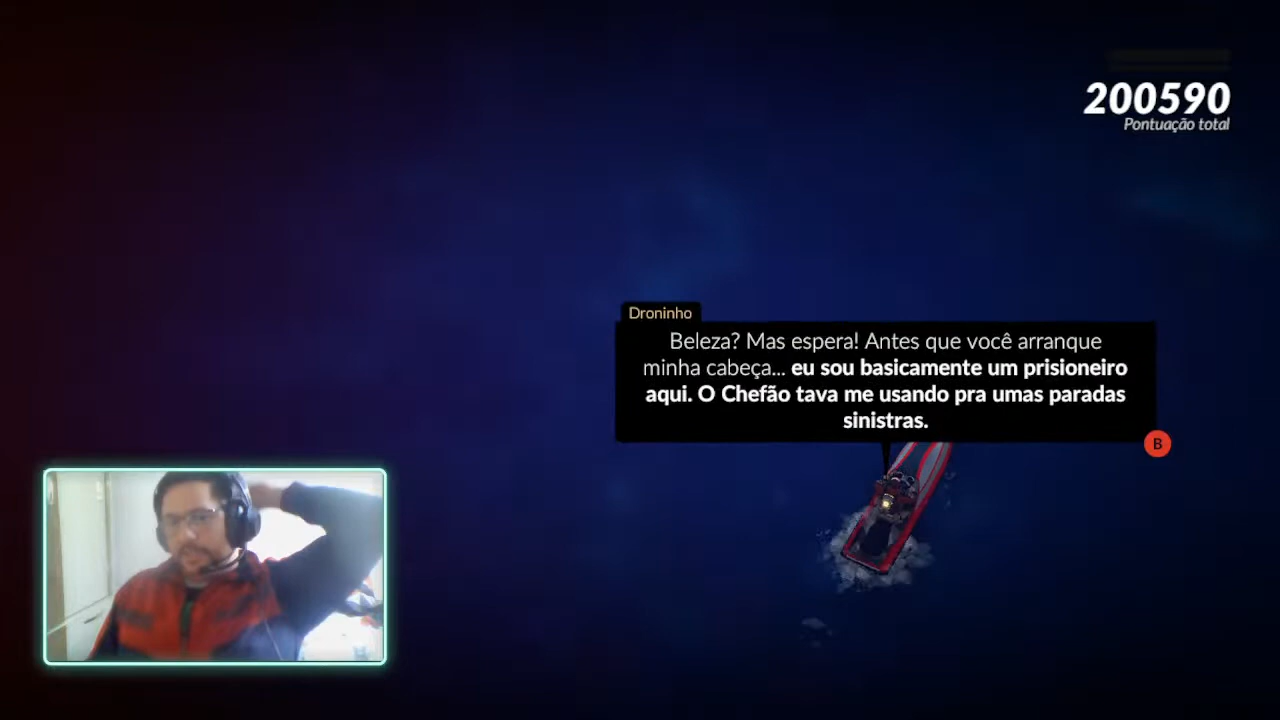 200590
Pontuação total
Droninho
Beleza? Mas espera! Antes que você arranque
minha cabeça... eu sou basicamente um prisioneiro
aqui. O Chefão tava me usando pra umas paradas
sinistras.
B